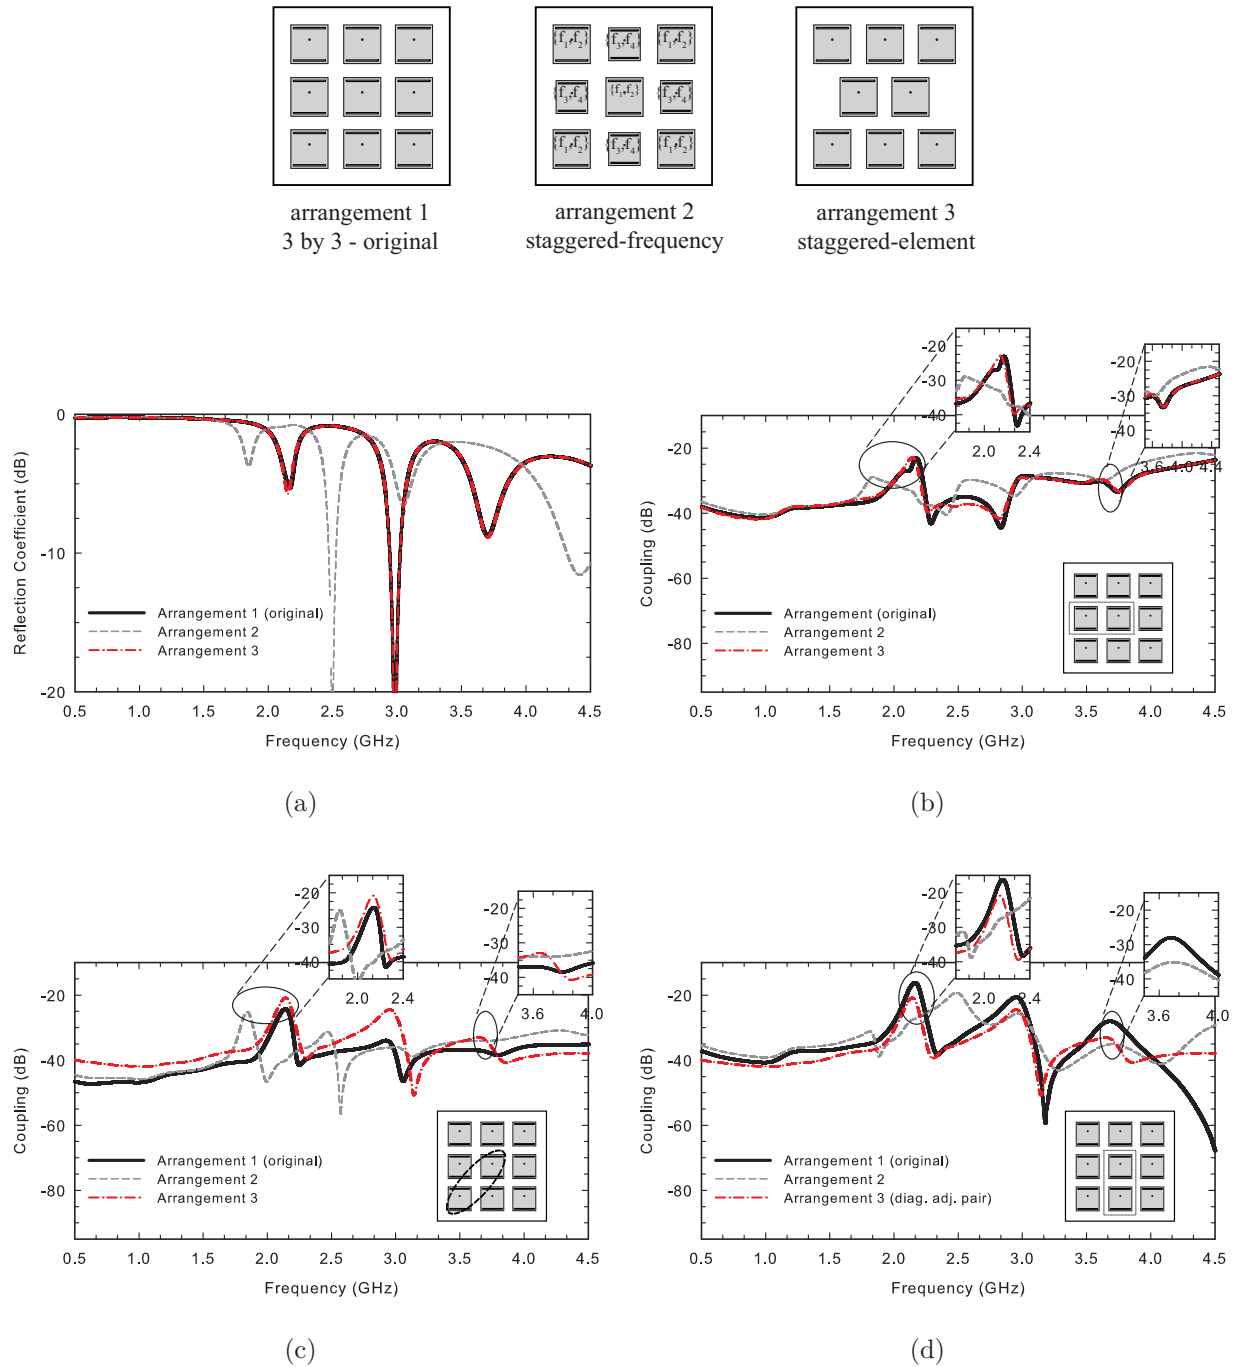 {f1,f2} {f3,f4} {f1,f2}
{f3,f4} {f1,f2} {f3,f4}
{f1,f2} {f3,f4} {f1,f2}
arrangement 1
3 by 3 - original
arrangement 2
staggered-frequency
arrangement 3
staggered-element
0
-10
-20
Reflection Coefficient (dB)
Arrangement 1 (original)
Arrangement 2
Arrangement 3
0.5 1.0 1.5 2.0 2.5 3.0 3.5 4.0 4.5
Frequency (GHz)
(a)
-20
-30
-40
2.0 2.4
-20
-30
-40
3.6 4.0 4.4
0
-20
-40
-60
-80
Coupling (dB)
Arrangement (original)
Arrangement 2
Arrangement 3
0.5 1.0 1.5 2.0 2.5 3.0 3.5 4.0 4.5
Frequency (GHz)
(b)
-20
-30
-40
2.0 2.4
-20
-30
-40
3.6 4.0
0
-20
-40
-60
-80
Coupling (dB)
Arrangement 1 (original)
Arrangement 2
Arrangement 3
0.5 1.0 1.5 2.0 2.5 3.0 3.5 4.0 4.5
Frequency (GHz)
(c)
-20
-30
-40
2.0 2.4
-20
-30
-40
3.6 4.0
0
-20
-40
-60
-80
Coupling (dB)
Arrangement 1 (original)
Arrangement 2
Arrangement 3 (diag. adj. pair)
0.5 1.0 1.5 2.0 2.5 3.0 3.5 4.0 4.5
Frequency (GHz)
(d)